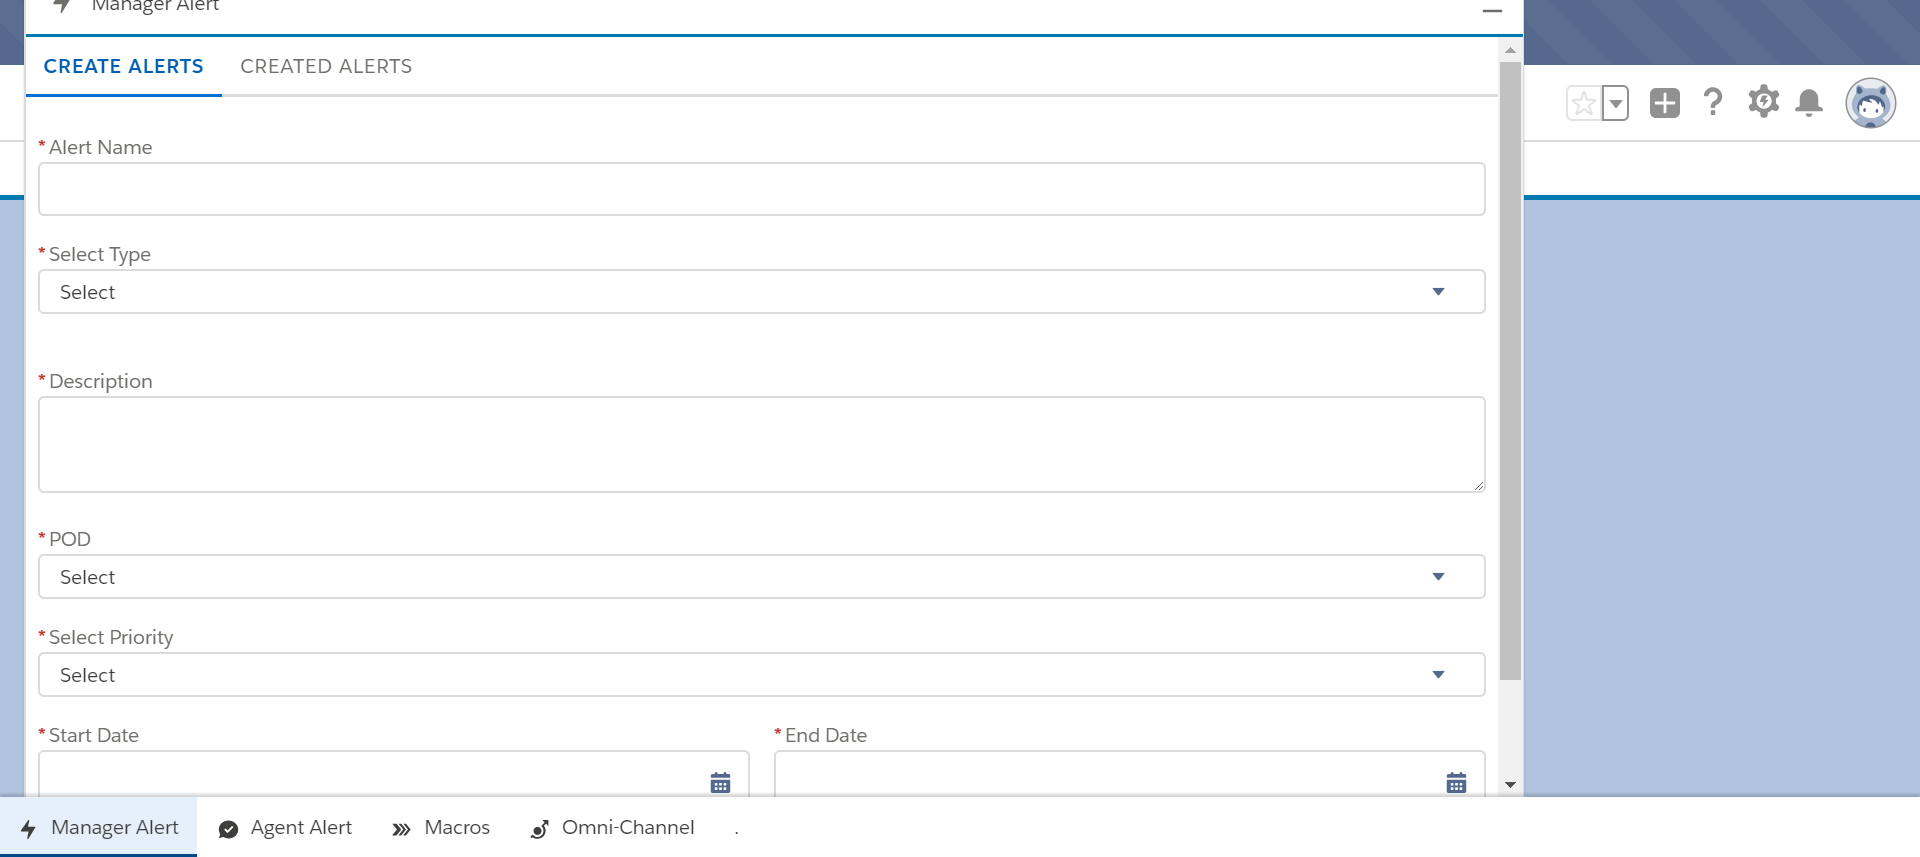 Manager Alert
CREATE ALERTS CREATED ALERTS
* Alert Name
* Select Type
Select
* Description
* POD
Select
* Select Priority
Select
* Start Date * End Date
Manager Alert Agent Alert Macros Omni-Channel .